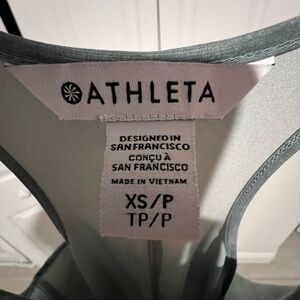 ATHLETA
DESIGNED IN
SAN FRANCISCO
CONÇU À
SAN FRANCISCO
MADE IN VIETNAM
XS/P
TP/P